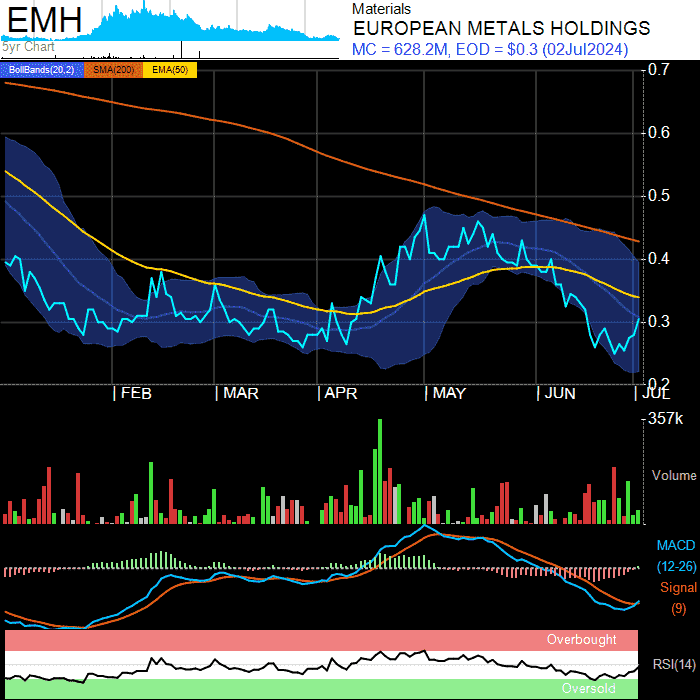 EMH
5yr Chart
Materials
EUROPEAN METALS HOLDINGS
MC = 628.2M, EOD = $0.3 (02Jul2024)
BollBands(20,2) SMA(200) EMA(50)
0.7
0.6
0.5
0.4
0.3
0.2
FEB MAR APR MAY JUN JUL
357k
Volume
MACD
(12-26)
Signal
(9)
Overbought
RSI(14)
Oversold